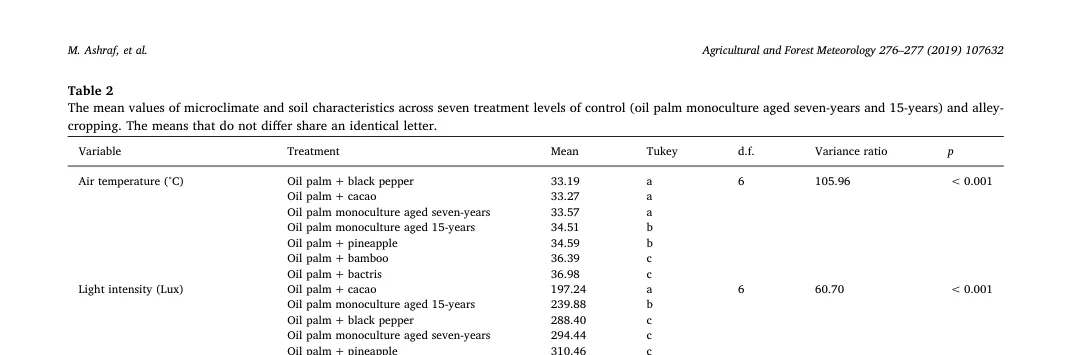 M. Ashraf, et al. Agricultural and Forest Meteorology 276–277 (2019) 107632
Table 2
The mean values of microclimate and soil characteristics across seven treatment levels of control (oil palm monoculture aged seven-years and 15-years) and alley-
cropping. The means that do not differ share an identical letter.
Variable Treatment Mean Tukey d.f. Variance ratio p
Air temperature (˚C) Oil palm + black pepper 33.19 a 6 105.96 < 0.001
Oil palm + cacao 33.27 a
Oil palm monoculture aged seven-years 33.57 a
Oil palm monoculture aged 15-years 34.51 b
Oil palm + pineapple 34.59 b
Oil palm + bamboo 36.39 c
Oil palm + bactris 36.98 c
Light intensity (Lux) Oil palm + cacao 197.24 a 6 60.70 < 0.001
Oil palm monoculture aged 15-years 239.88 b
Oil palm + black pepper 288.40 c
Oil palm monoculture aged seven-years 294.44 c
Oil palm + pineapple 310.46 c